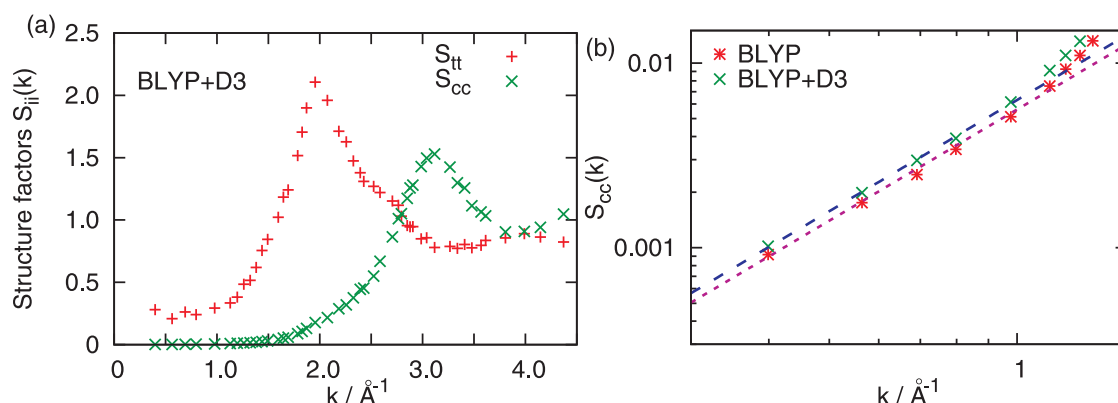 (a)
2.5
2.0
1.5
1.0
0.5
0
Structure factors S_ii(k)
BLYP+D3
S_tt
S_cc
0 1.0 2.0 3.0 4.0
k / Å⁻¹
(b)
BLYP
BLYP+D3
0.01
0.001
S_cc(k)
1
k / Å⁻¹